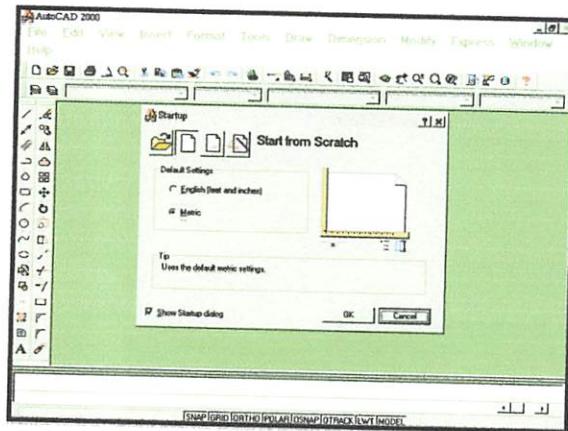 AutoCAD 2000
File Edit View Insert Format Tools Draw Dimension Modify Express Window
Help
Startup
Start from Scratch
Default Settings
English (feet and inches)
Metric
Tip
Uses the default metric settings.
Show Startup dialog
OK Cancel
SNAP GRID ORTHO POLAR OSNAP OTRACK LWT MODEL